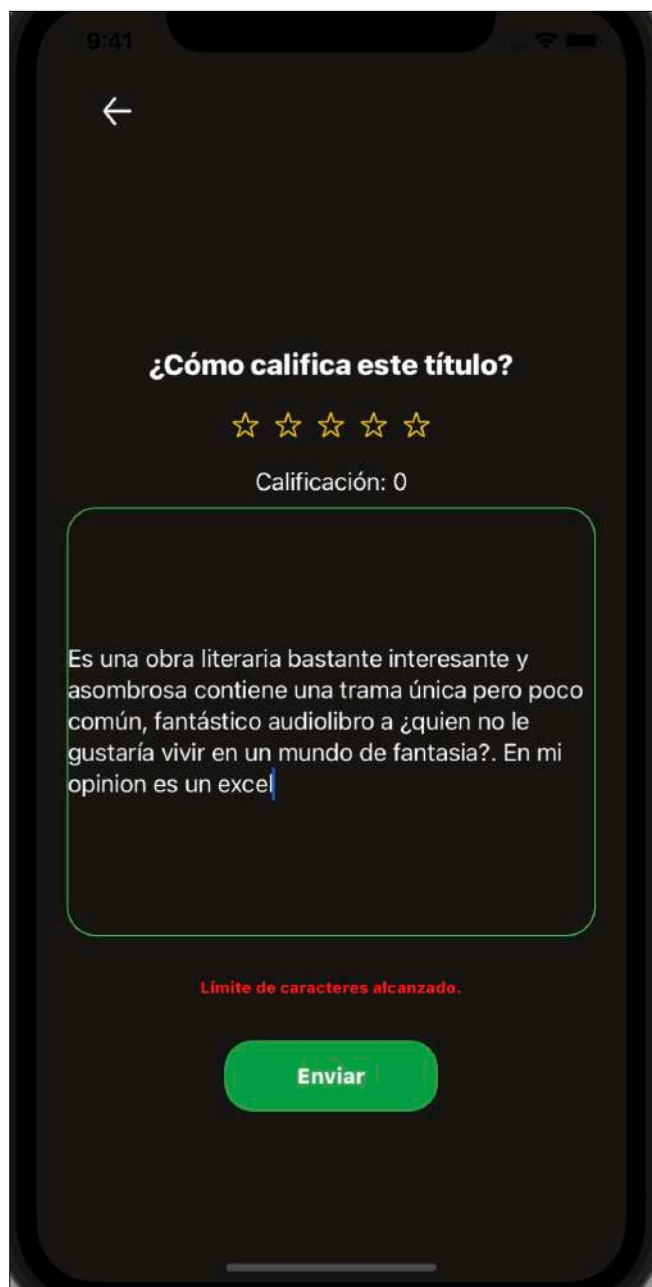 9:41
¿Cómo califica este título?
Calificación: 0
Es una obra literaria bastante interesante y
asombrosa contiene una trama única pero poco
común, fantástico audiolibro a ¿quien no le
gustaría vivir en un mundo de fantasia?. En mi
opinion es un excel
Límite de caracteres alcanzado.
Enviar